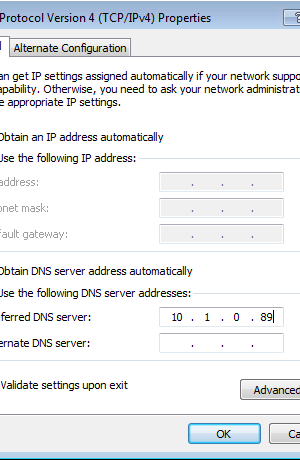 Protocol Version 4 (TCP/IPv4) Properties
Alternate Configuration
an get IP settings assigned automatically if your network suppo
apability. Otherwise, you need to ask your network administrat
e appropriate IP settings.
Obtain an IP address automatically
Use the following IP address:
address:
onet mask:
fault gateway:
Obtain DNS server address automatically
Use the following DNS server addresses:
ferred DNS server: 10 . 1 . 0 . 89
ernate DNS server: . . .
Validate settings upon exit
Advanced
OK
Ca